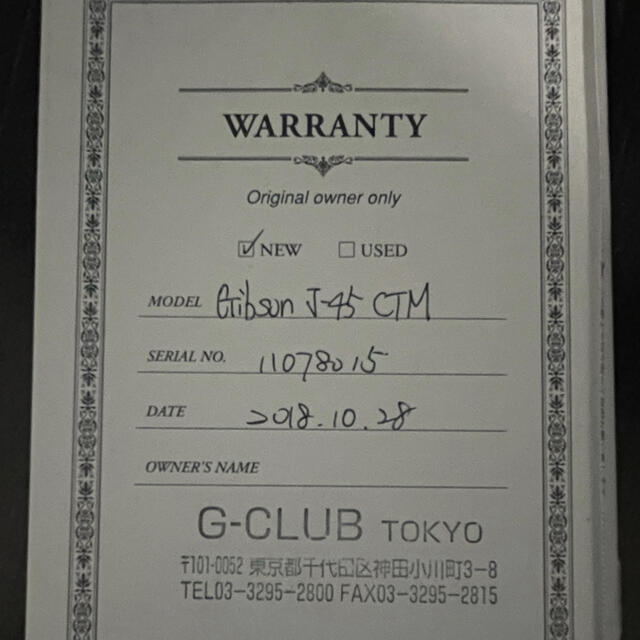 WARRANTY
Original owner only
☑ NEW ☐ USED
MODEL Gibson J-45 CTM
SERIAL NO. 11078015
DATE 2018.10.28
OWNER'S NAME
G-CLUB TOKYO
〒101-0052 東京都千代田区神田小川町3-8
TEL03-3295-2800 FAX03-3295-2815